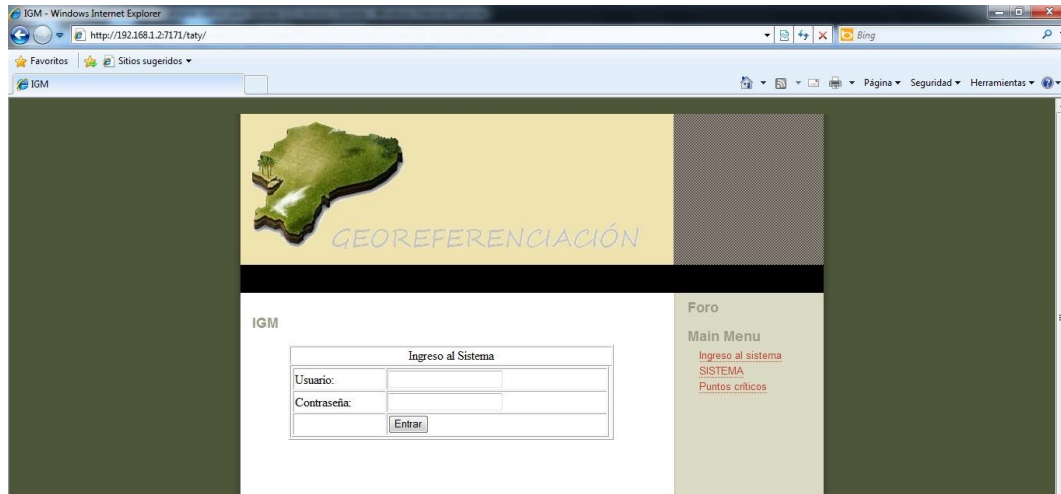 IGM - Windows Internet Explorer
http://192.168.1.2:7171/taty/
Bing
Favoritos
Sitios sugeridos
IGM
Página
Seguridad
Herramientas
GEOREFERENCIACIÓN
IGM
Ingreso al Sistema
Usuario:
Contraseña:
Entrar
Foro
Main Menu
Ingreso al sistema
SISTEMA
Puntos críticos